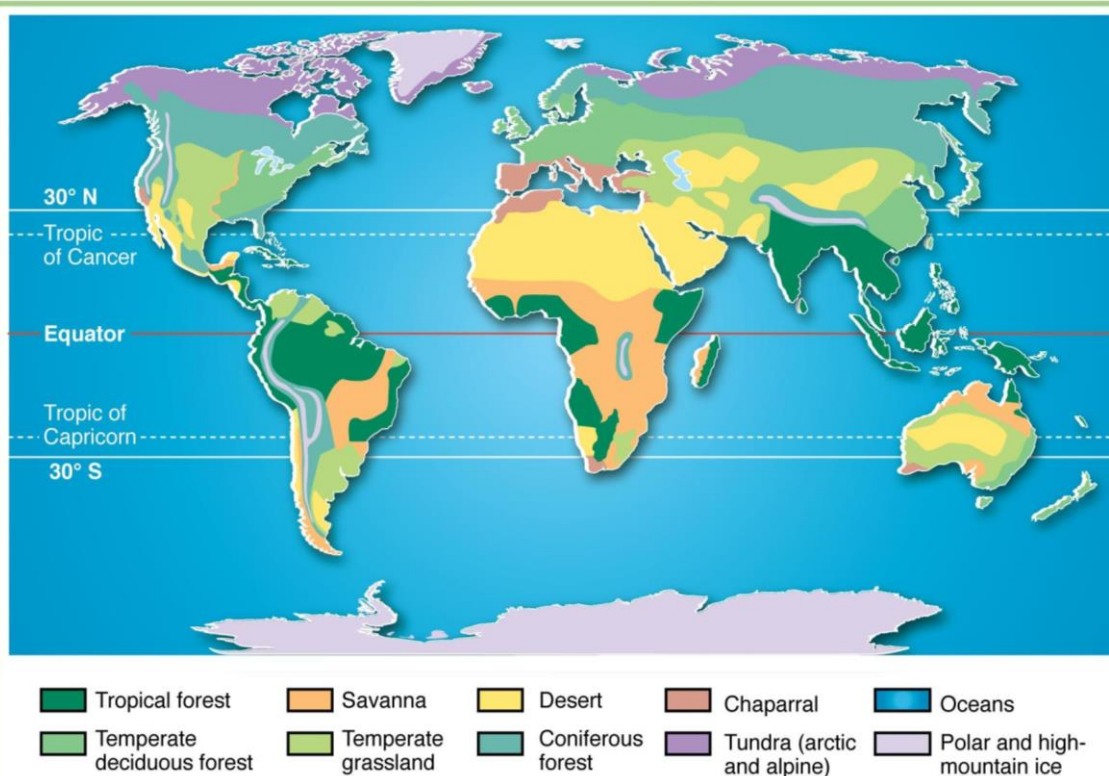 30° N
Tropic
of Cancer
Equator
Tropic of
Capricorn
30° S
Tropical forest
Savanna
Desert
Chaparral
Oceans
Temperate
deciduous forest
Temperate
grassland
Coniferous
forest
Tundra (arctic
and alpine)
Polar and high-
mountain ice